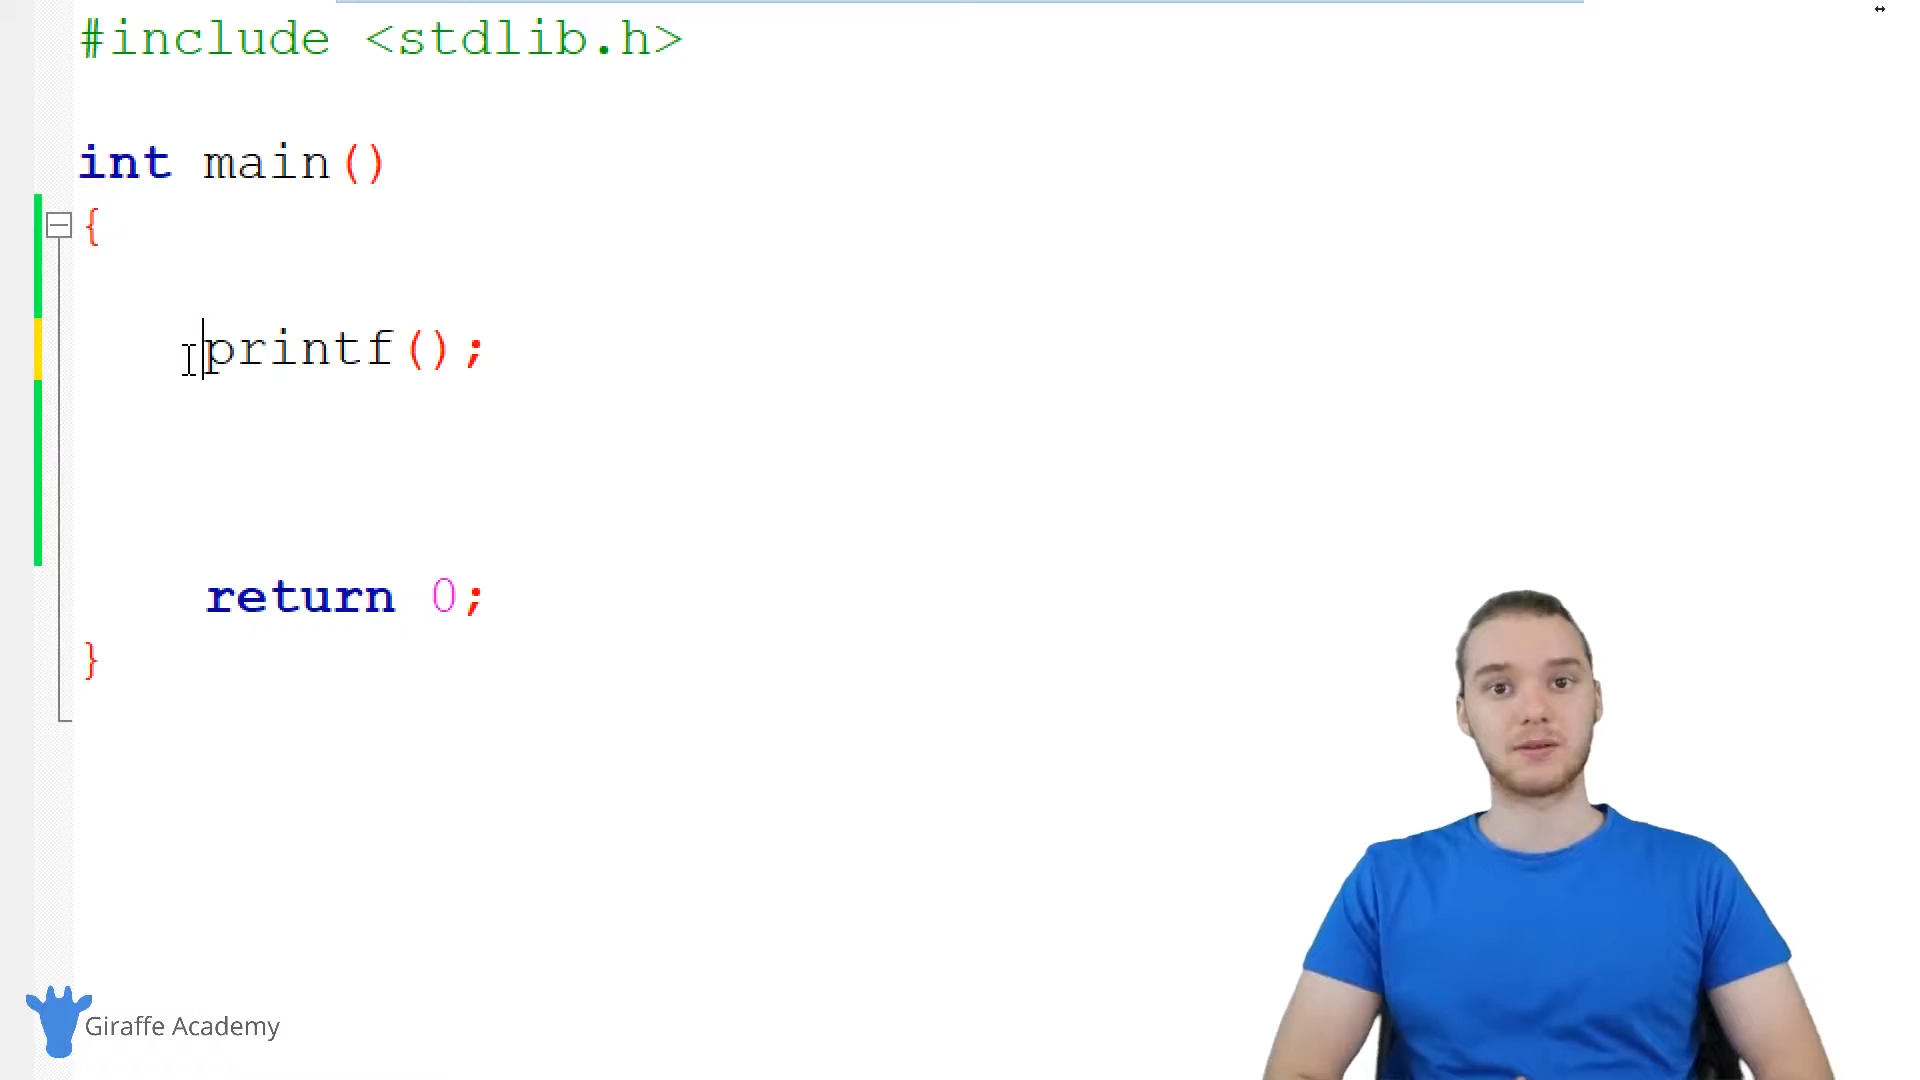 #include <stdlib.h>
int main()
{
printf();
return 0;
}
Giraffe Academy